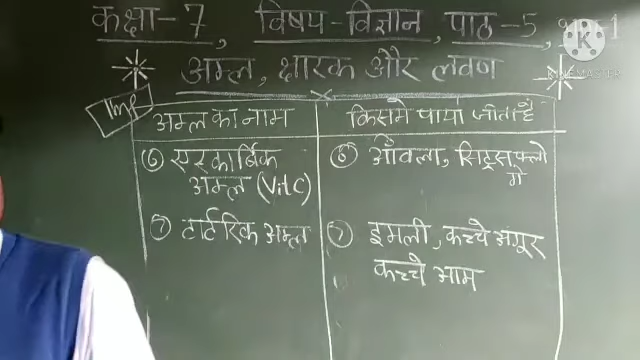 कक्षा-7, विषय-विज्ञान, पाठ-5,
अम्ल, क्षारक और लवण
Imp
अम्ल का नाम
किसमे पाया जाता है
⑥ एस्कार्बिक
अम्ल (Vit C)
⑥ आँवला, सिट्रस फलो
में
⑦ टार्टरिक अम्ल
⑦ इमली, कच्चे अंगूर
कच्चे आम
KINEMASTER